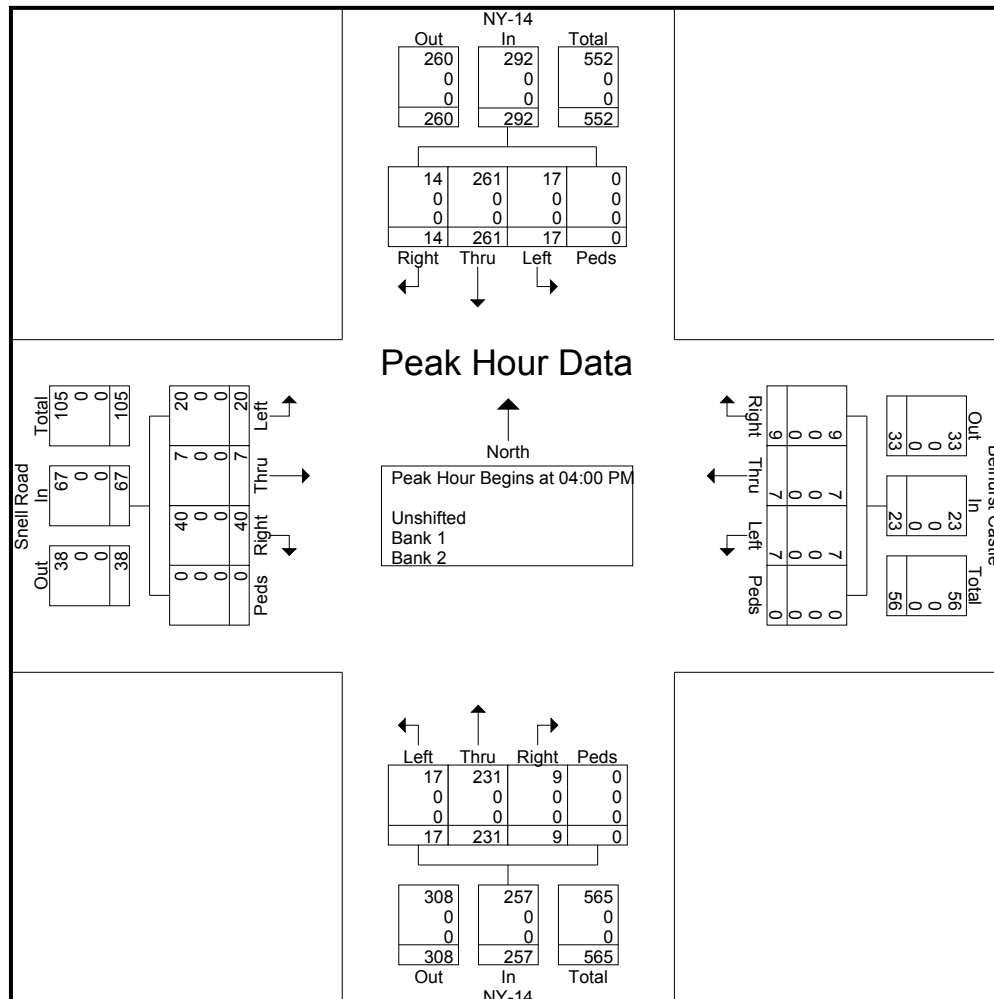 NY-14
Out In Total
260 292 552
0 0 0
0 0 0
260 292 552
14 261 17 0
0 0 0 0
0 0 0 0
14 261 17 0
Right Thru Left Peds
Peak Hour Data
North
Peak Hour Begins at 04:00 PM
Unshifted
Bank 1
Bank 2
Snell Road
Total In Out
105 67 38
0 0 0
0 0 0
105 67 38
20 7 40 0
0 0 0 0
0 0 0 0
20 7 40 0
Left Thru Right Peds
Belhurst Castle
Out In Total
33 23 56
0 0 0
0 0 0
33 23 56
9 7 7 0
0 0 0 0
0 0 0 0
9 7 7 0
Right Thru Left Peds
Left Thru Right Peds
17 231 9 0
0 0 0 0
0 0 0 0
17 231 9 0
308 257 565
0 0 0
0 0 0
308 257 565
Out In Total
NY-14